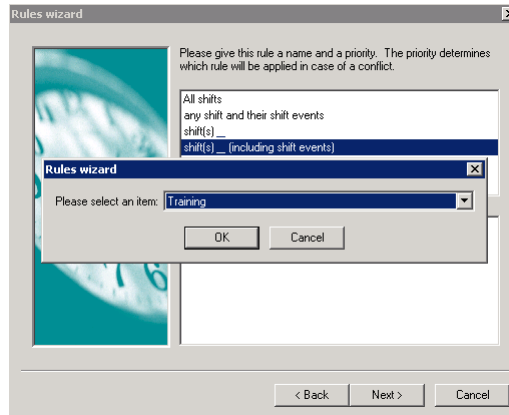 Rules wizard
Please give this rule a name and a priority. The priority determines
which rule will be applied in case of a conflict.
All shifts
any shift and their shift events
shift(s) __
shift(s) __ (including shift events)
Rules wizard
Please select an item: Training
OK Cancel
6
< Back Next > Cancel